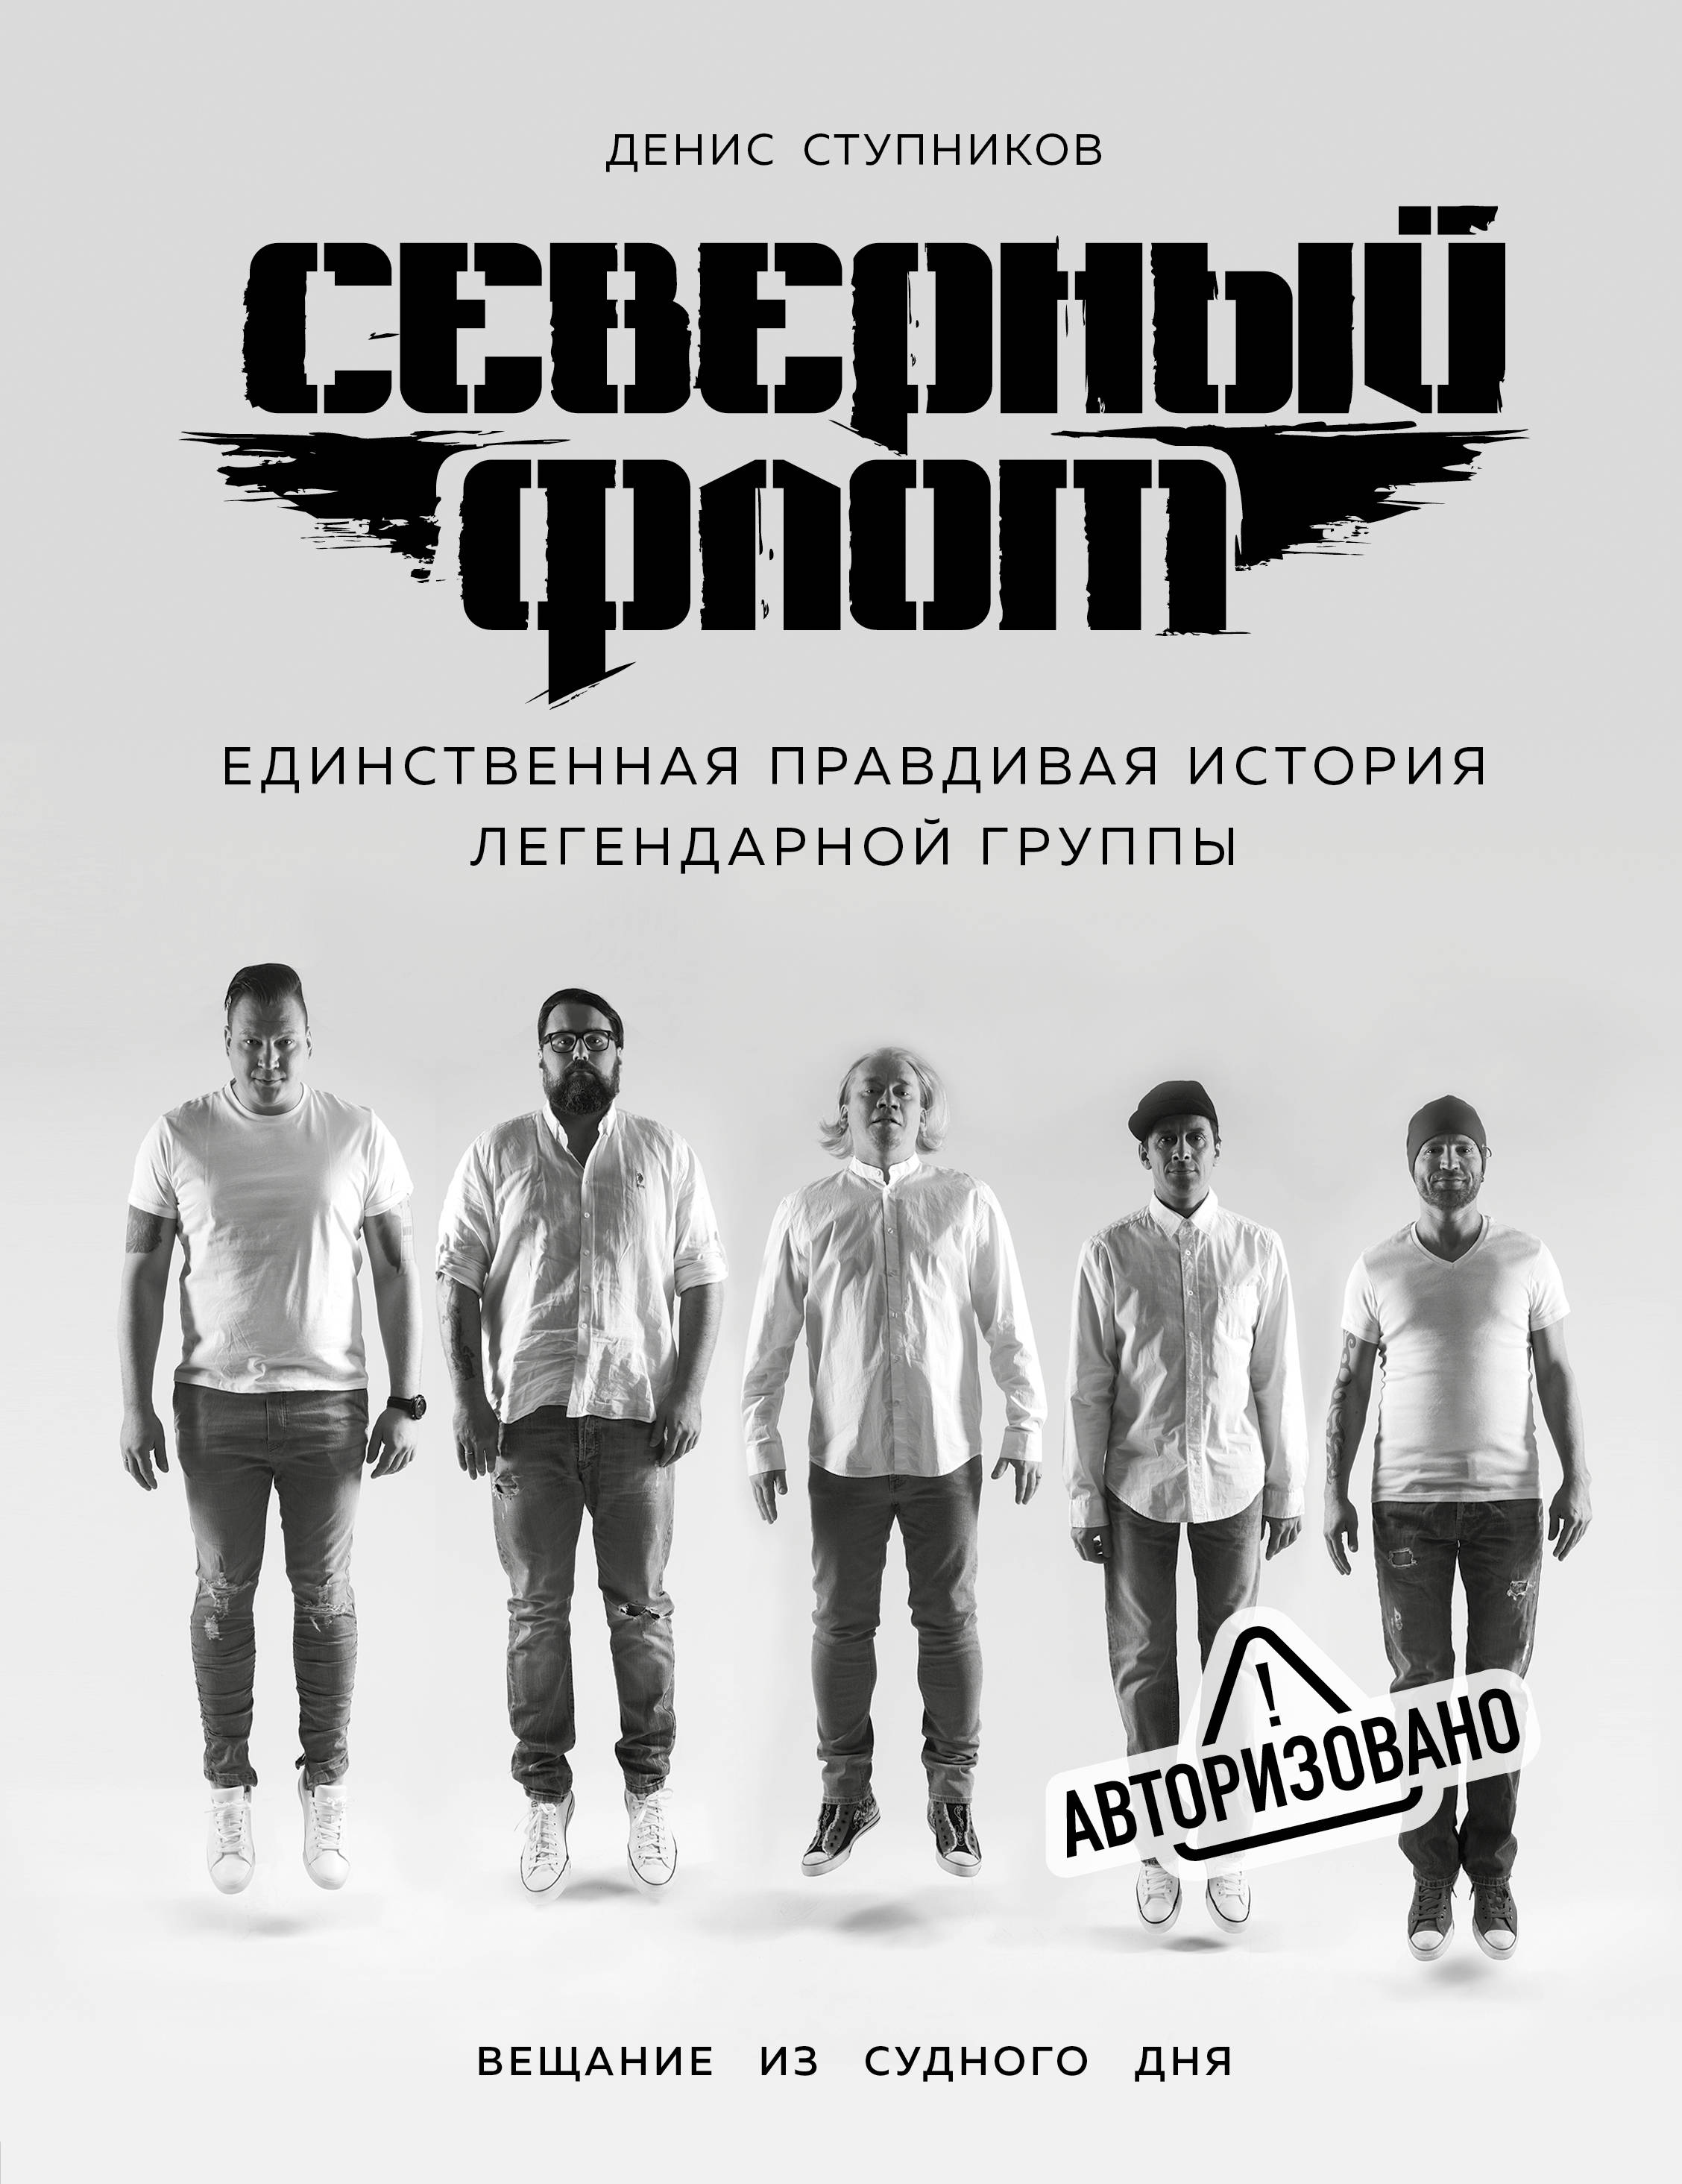 ДЕНИС СТУПНИКОВ
СЕВЕРНЫЙ
ФЛОТ
ЕДИНСТВЕННАЯ ПРАВДИВАЯ ИСТОРИЯ
ЛЕГЕНДАРНОЙ ГРУППЫ
!
АВТОРИЗОВАНО
ВЕЩАНИЕ ИЗ СУДНОГО ДНЯ